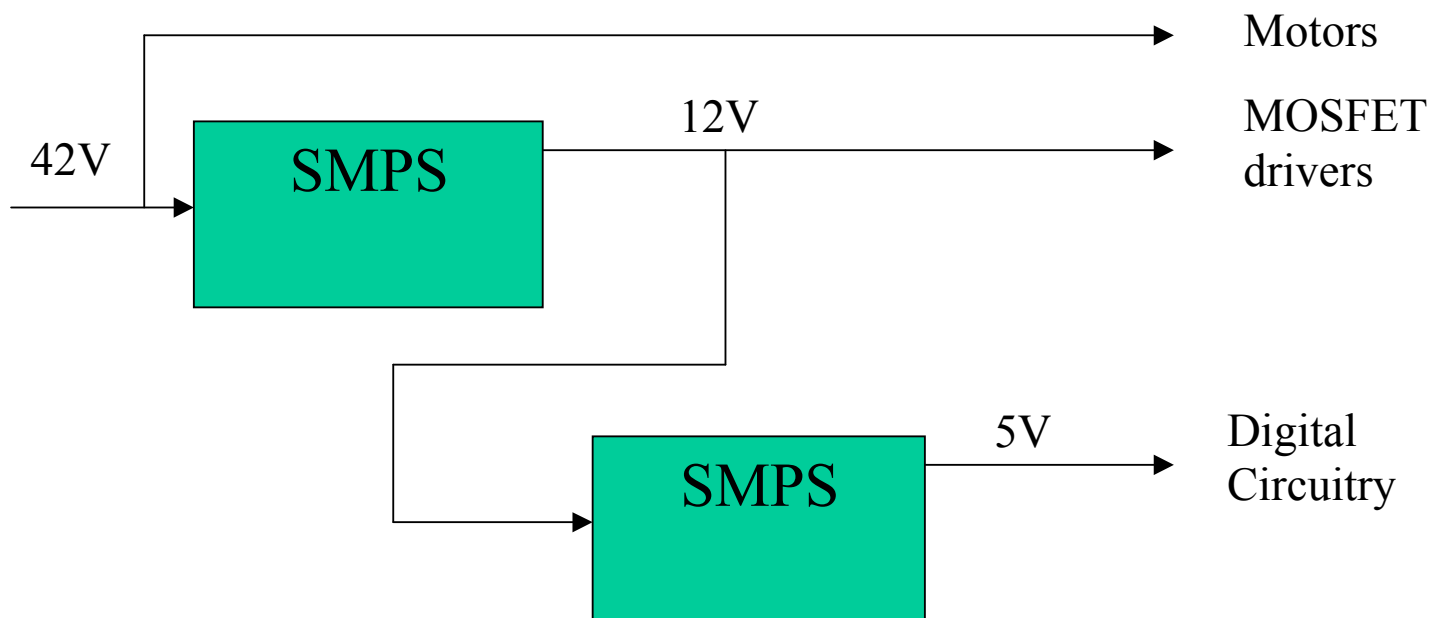 Motors
12V
MOSFET
drivers
42V
SMPS
5V
Digital
Circuitry
SMPS